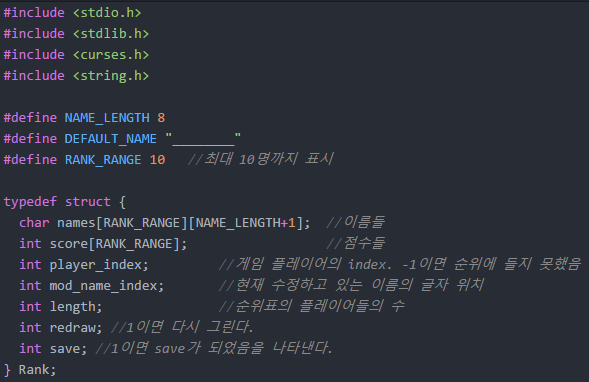 #include <stdio.h>
#include <stdlib.h>
#include <curses.h>
#include <string.h>
#define NAME_LENGTH 8
#define DEFAULT_NAME "________"
#define RANK_RANGE 10 //최대 10명까지 표시
typedef struct {
char names[RANK_RANGE][NAME_LENGTH+1]; //이름들
int score[RANK_RANGE]; //점수들
int player_index; //게임 플레이어의 index. -1이면 순위에 들지 못했음
int mod_name_index; //현재 수정하고 있는 이름의 글자 위치
int length; //순위표의 플레이어들의 수
int redraw; //1이면 다시 그린다.
int save; //1이면 save가 되었음을 나타낸다.
} Rank;